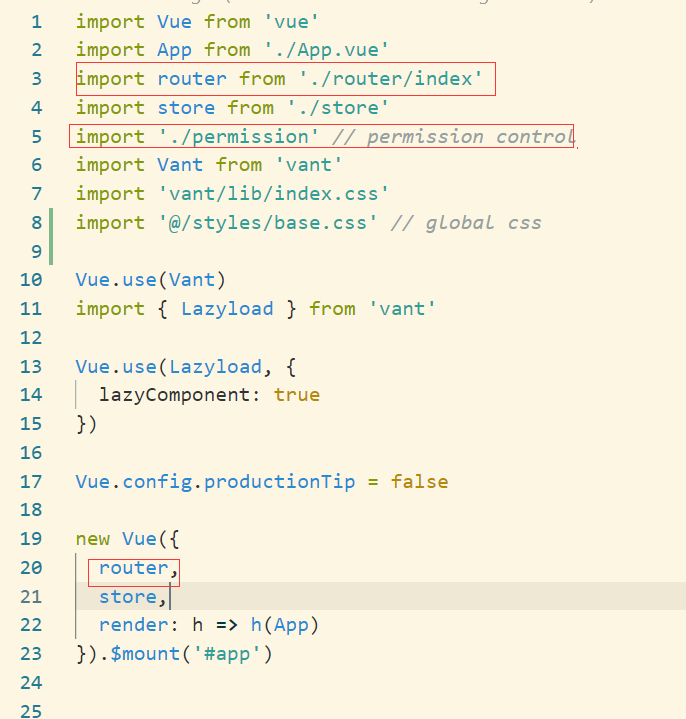 1 import Vue from 'vue'
2 import App from './App.vue'
3 import router from './router/index'
4 import store from './store'
5 import './permission' // permission control
6 import Vant from 'vant'
7 import 'vant/lib/index.css'
8 import '@/styles/base.css' // global css
9
10 Vue.use(Vant)
11 import { Lazyload } from 'vant'
12
13 Vue.use(Lazyload, {
14 lazyComponent: true
15 })
16
17 Vue.config.productionTip = false
18
19 new Vue({
20 router,
21 store,
22 render: h => h(App)
23 }).$mount('#app')
24
25